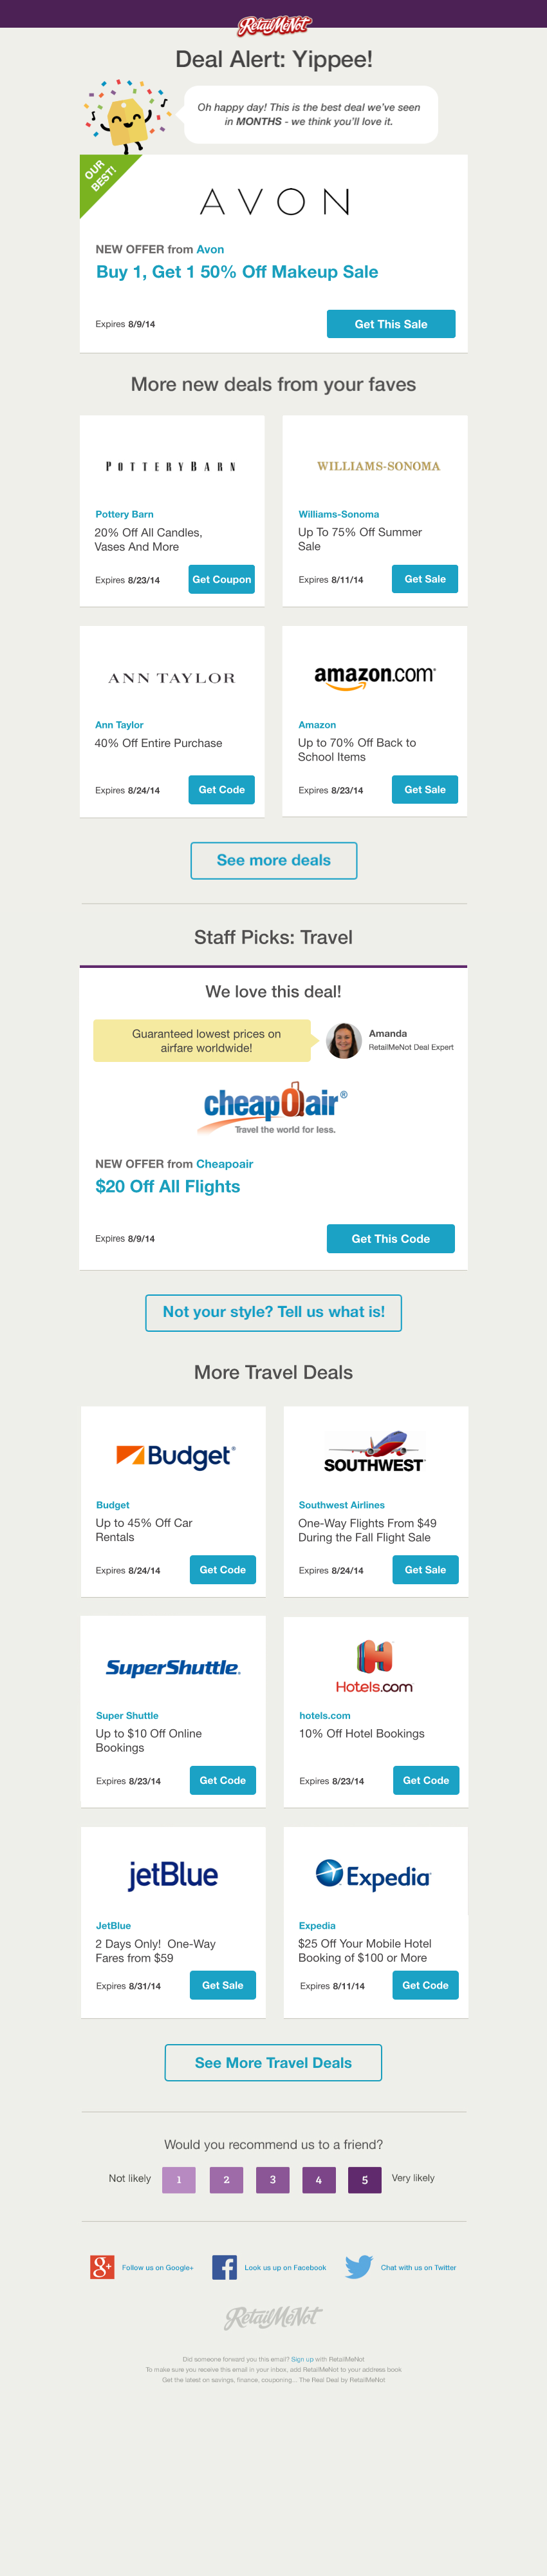 RetailMeNot
Deal Alert: Yippee!
Oh happy day! This is the best deal we've seen
in MONTHS - we think you'll love it.
OUR
BEST!
AVON
NEW OFFER from Avon
Buy 1, Get 1 50% Off Makeup Sale
Expires 8/9/14
Get This Sale
More new deals from your faves
POTTERYBARN
Pottery Barn
20% Off All Candles,
Vases And More
Expires 8/23/14
Get Coupon
WILLIAMS-SONOMA
Williams-Sonoma
Up To 75% Off Summer
Sale
Expires 8/11/14
Get Sale
ANN TAYLOR
Ann Taylor
40% Off Entire Purchase
Expires 8/24/14
Get Code
amazon.com®
Amazon
Up to 70% Off Back to
School Items
Expires 8/23/14
Get Sale
See more deals
Staff Picks: Travel
We love this deal!
Guaranteed lowest prices on
airfare worldwide!
Amanda
RetailMeNot Deal Expert
cheapOair®
Travel the world for less.
NEW OFFER from Cheapoair
$20 Off All Flights
Expires 8/9/14
Get This Code
Not your style? Tell us what is!
More Travel Deals
Budget®
Budget
Up to 45% Off Car
Rentals
Expires 8/24/14
Get Code
SOUTHWEST
Southwest Airlines
One-Way Flights From $49
During the Fall Flight Sale
Expires 8/24/14
Get Sale
SuperShuttle.
Super Shuttle
Up to $10 Off Online
Bookings
Expires 8/23/14
Get Code
Hotels.com
hotels.com
10% Off Hotel Bookings
Expires 8/23/14
Get Code
jetBlue
JetBlue
2 Days Only! One-Way
Fares from $59
Expires 8/31/14
Get Sale
Expedia
Expedia
$25 Off Your Mobile Hotel
Booking of $100 or More
Expires 8/11/14
Get Code
See More Travel Deals
Would you recommend us to a friend?
Not likely 1 2 3 4 5 Very likely
g+ Follow us on Google+
f Look us up on Facebook
Chat with us on Twitter
RetailMeNot
Did someone forward you this email? Sign up with RetailMeNot
To make sure you receive this email in your inbox, add RetailMeNot to your address book
Get the latest on savings, finance, couponing... The Real Deal by RetailMeNot